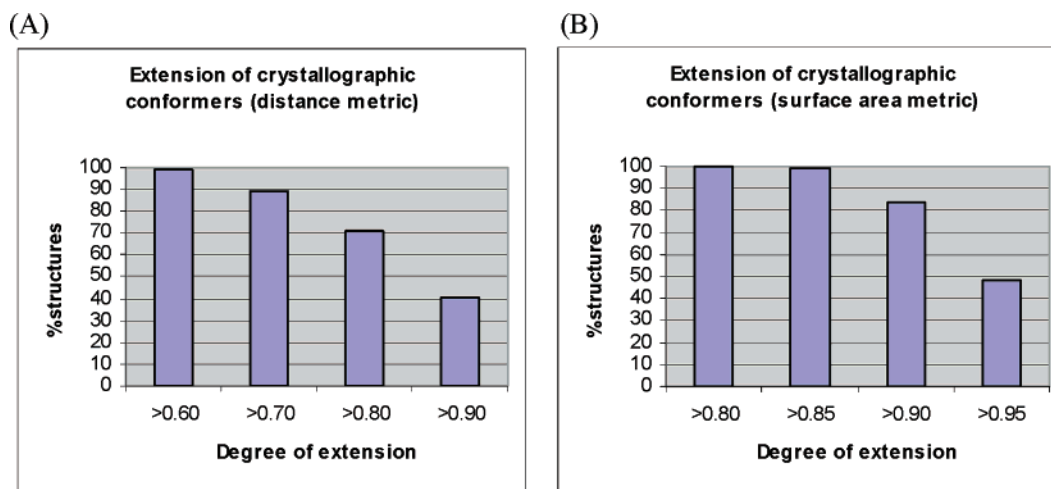 (A)
Extension of crystallographic
conformers (distance metric)
%structures
100
90
80
70
60
50
40
30
20
10
0
>0.60 >0.70 >0.80 >0.90
Degree of extension
(B)
Extension of crystallographic
conformers (surface area metric)
%structures
100
90
80
70
60
50
40
30
20
10
0
>0.80 >0.85 >0.90 >0.95
Degree of extension